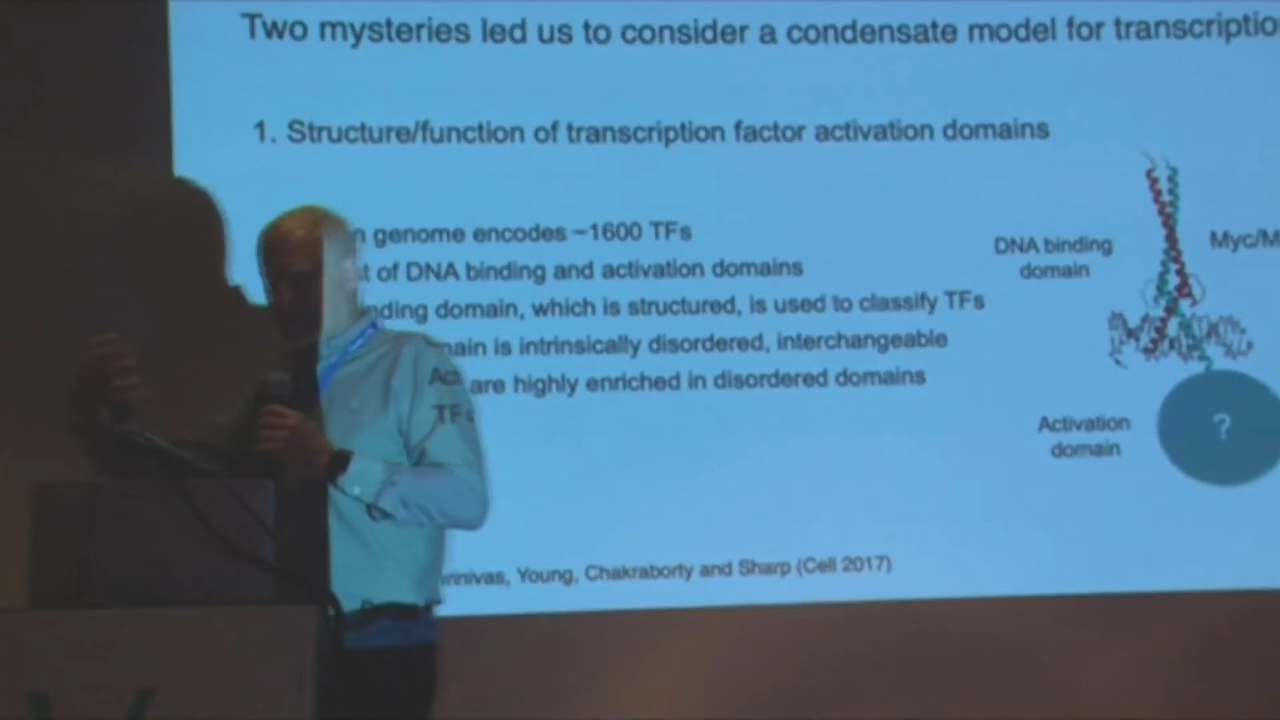 Two mysteries led us to consider a condensate model for transcriptio
1. Structure/function of transcription factor activation domains
n genome encodes ~1600 TFs
t of DNA binding and activation domains
nding domain, which is structured, is used to classify TFs
main is intrinsically disordered, interchangeable
Act are highly enriched in disordered domains
TF
DNA binding
domain
Myc/M
Activation
domain
?
rinivas, Young, Chakraborty and Sharp (Cell 2017)